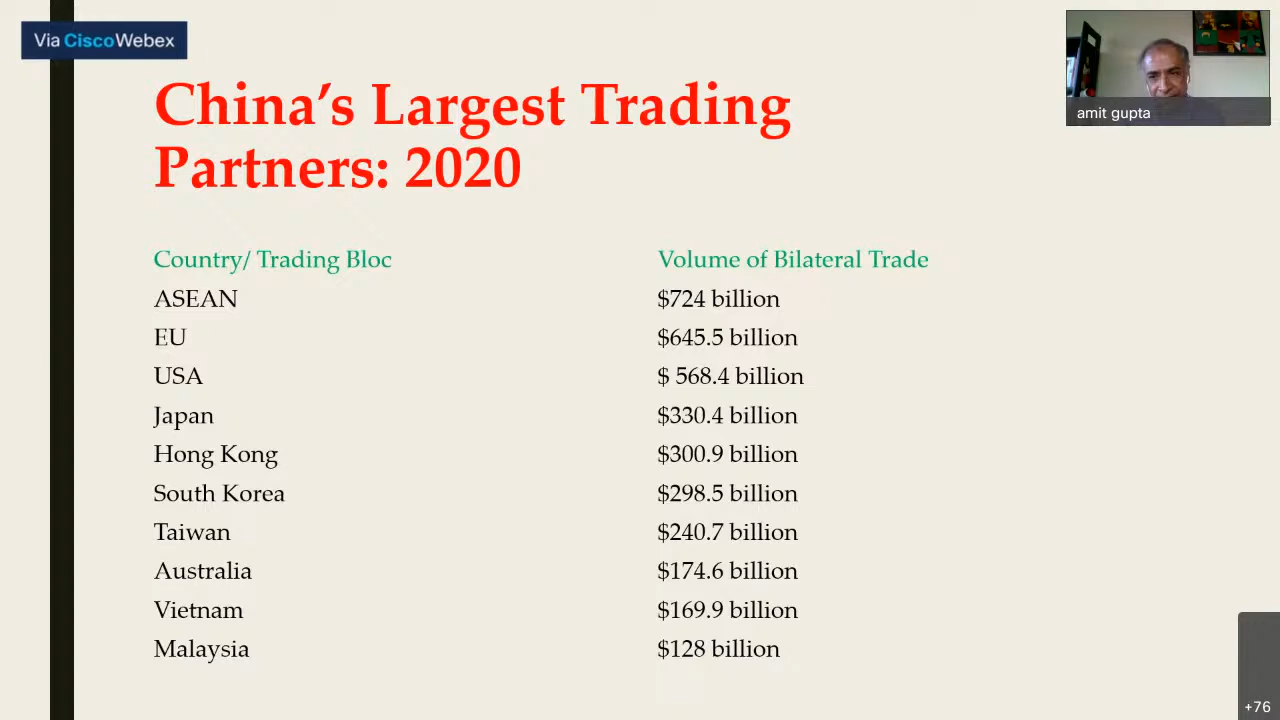 Via CiscoWebex
amit gupta
China’s Largest Trading
Partners: 2020
Country/ Trading Bloc Volume of Bilateral Trade
ASEAN $724 billion
EU $645.5 billion
USA $ 568.4 billion
Japan $330.4 billion
Hong Kong $300.9 billion
South Korea $298.5 billion
Taiwan $240.7 billion
Australia $174.6 billion
Vietnam $169.9 billion
Malaysia $128 billion
+76